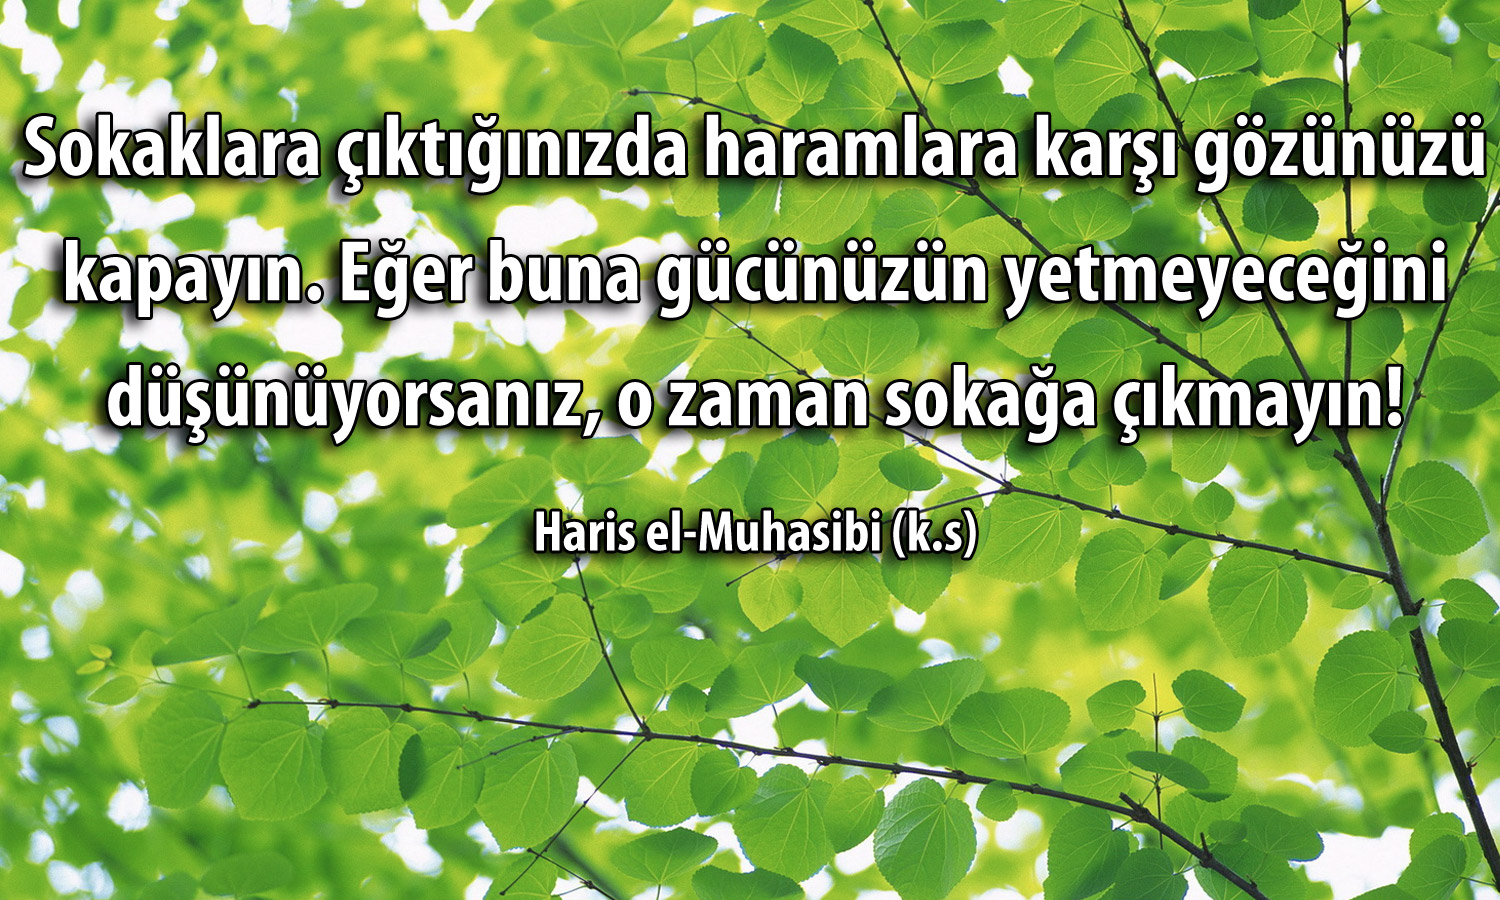 Sokaklara çıktığınızda haramlara karşı gözünüzü
kapayın. Eğer buna gücünüzün yetmeyeceğini
düşünüyorsanız, o zaman sokağa çıkmayın!
Haris el-Muhasibi (k.s)